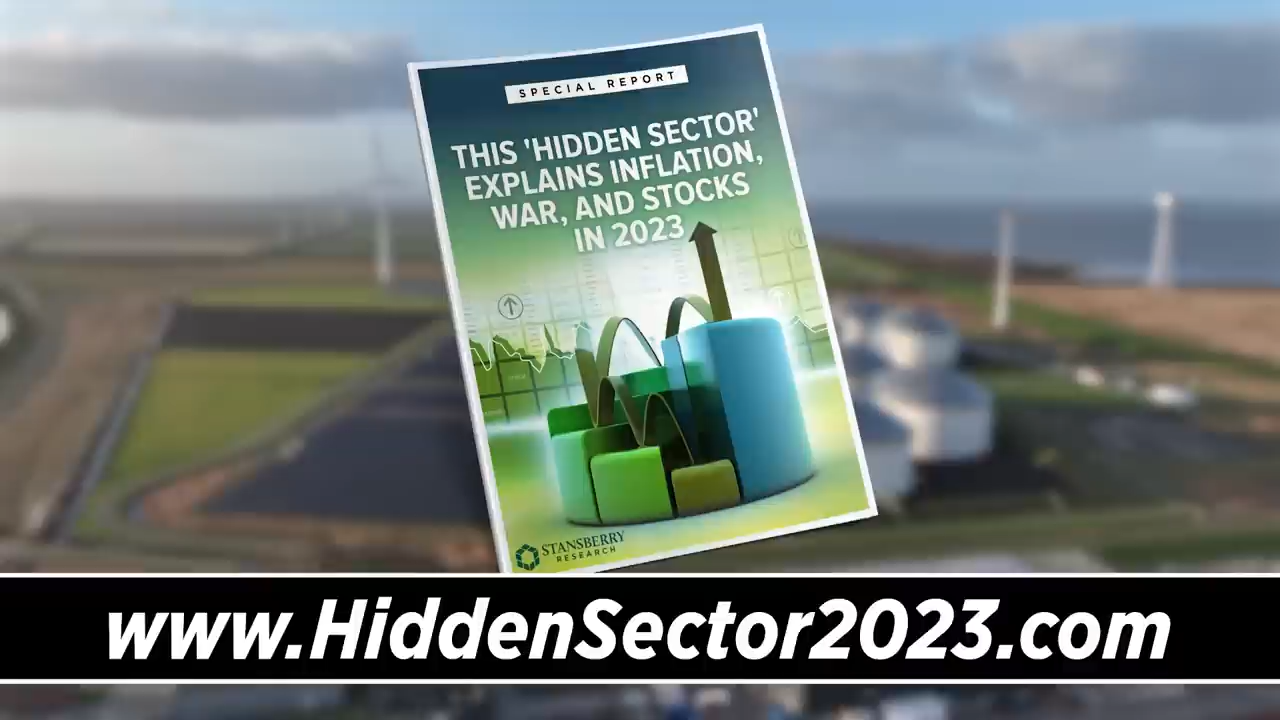 SPECIAL REPORT
THIS 'HIDDEN SECTOR'
EXPLAINS INFLATION,
WAR, AND STOCKS
IN 2023
STANSBERRY
RESEARCH
www.HiddenSector2023.com